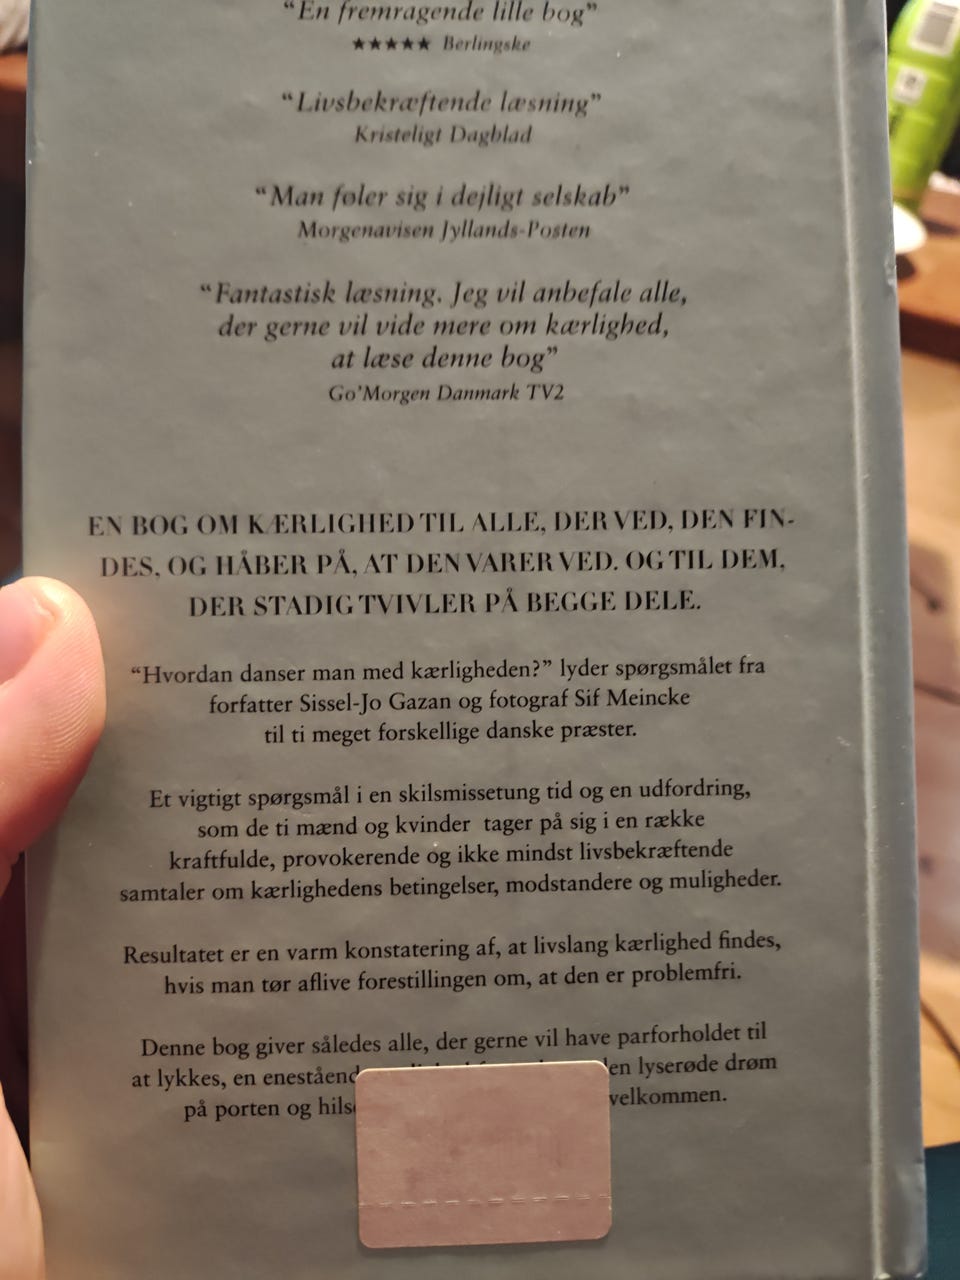 “En fremragende lille bog”
★★★★★ Berlingske
“Livsbekræftende læsning”
Kristeligt Dagblad
“Man føler sig i dejligt selskab”
Morgenavisen Jyllands-Posten
“Fantastisk læsning. Jeg vil anbefale alle,
der gerne vil vide mere om kærlighed,
at læse denne bog”
Go’Morgen Danmark TV2
EN BOG OM KÆRLIGHED TIL ALLE, DER VED, DEN FIN-
DES, OG HÅBER PÅ, AT DEN VARER VED. OG TIL DEM,
DER STADIG TVIVLER PÅ BEGGE DELE.
“Hvordan danser man med kærligheden?” lyder spørgsmålet fra
forfatter Sissel-Jo Gazan og fotograf Sif Meincke
til ti meget forskellige danske præster.
Et vigtigt spørgsmål i en skilsmissetung tid og en udfordring,
som de ti mænd og kvinder tager på sig i en række
kraftfulde, provokerende og ikke mindst livsbekræftende
samtaler om kærlighedens betingelser, modstandere og muligheder.
Resultatet er en varm konstatering af, at livslang kærlighed findes,
hvis man tør aflive forestillingen om, at den er problemfri.
Denne bog giver således alle, der gerne vil have parforholdet til
at lykkes, en lyserøde drøm
på porten og velkommen.